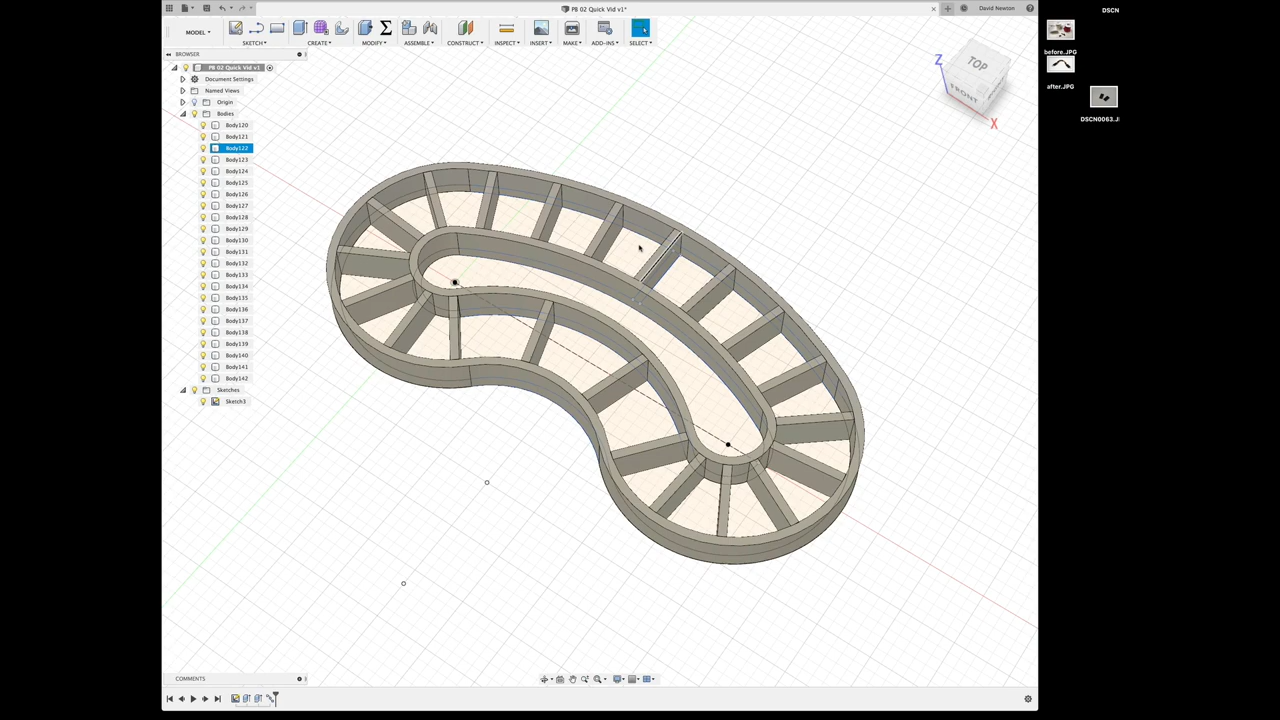 P8 02 Quick Vid v1*
David Newton
MODEL
SKETCH
CREATE
MODIFY
ASSEMBLE
CONSTRUCT
INSPECT
INSERT
MAKE
ADD-INS
SELECT
BROWSER
P8 02 Quick Vid v1
Document Settings
Named Views
Origin
Bodies
Body120
Body121
Body122
Body123
Body124
Body125
Body126
Body127
Body128
Body129
Body130
Body131
Body132
Body133
Body134
Body135
Body136
Body137
Body138
Body139
Body140
Body141
Body142
Sketches
Sketch3
TOP
FRONT
Z
X
COMMENTS
DSCN
before.JPG
after.JPG
DSCN0063.J